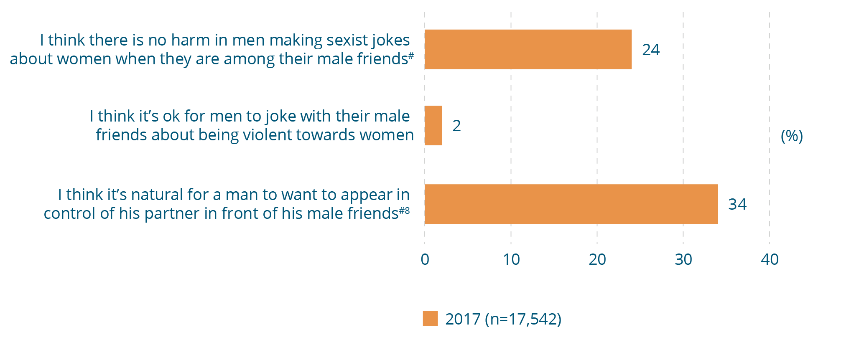 I think there is no harm in men making sexist jokes
about women when they are among their male friends#
24
I think it's ok for men to joke with their male
friends about being violent towards women
2
(%)
I think it's natural for a man to want to appear in
control of his partner in front of his male friends#8
34
0 10 20 30 40
2017 (n=17,542)